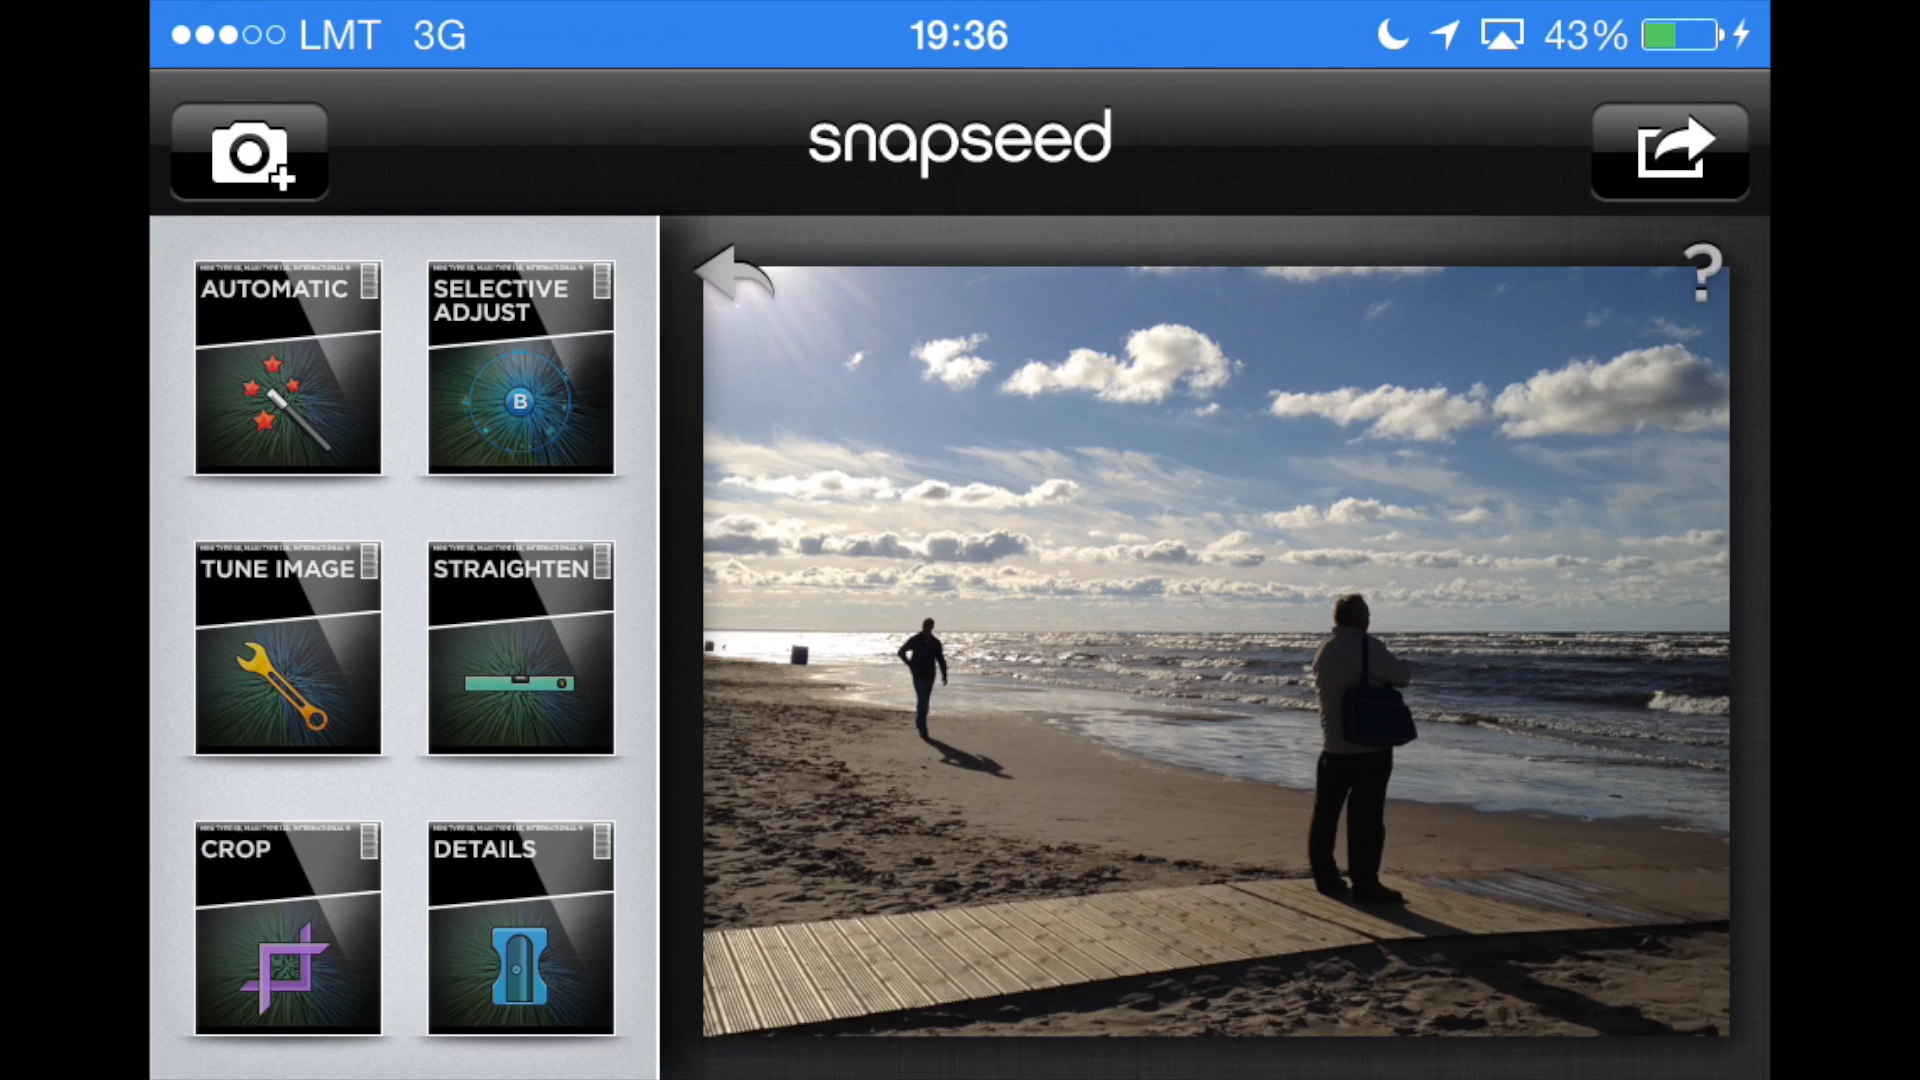 LMT 3G 19:36 43%
snapseed
?
AUTOMATIC
SELECTIVE
ADJUST
B
TUNE IMAGE
STRAIGHTEN
CROP
DETAILS